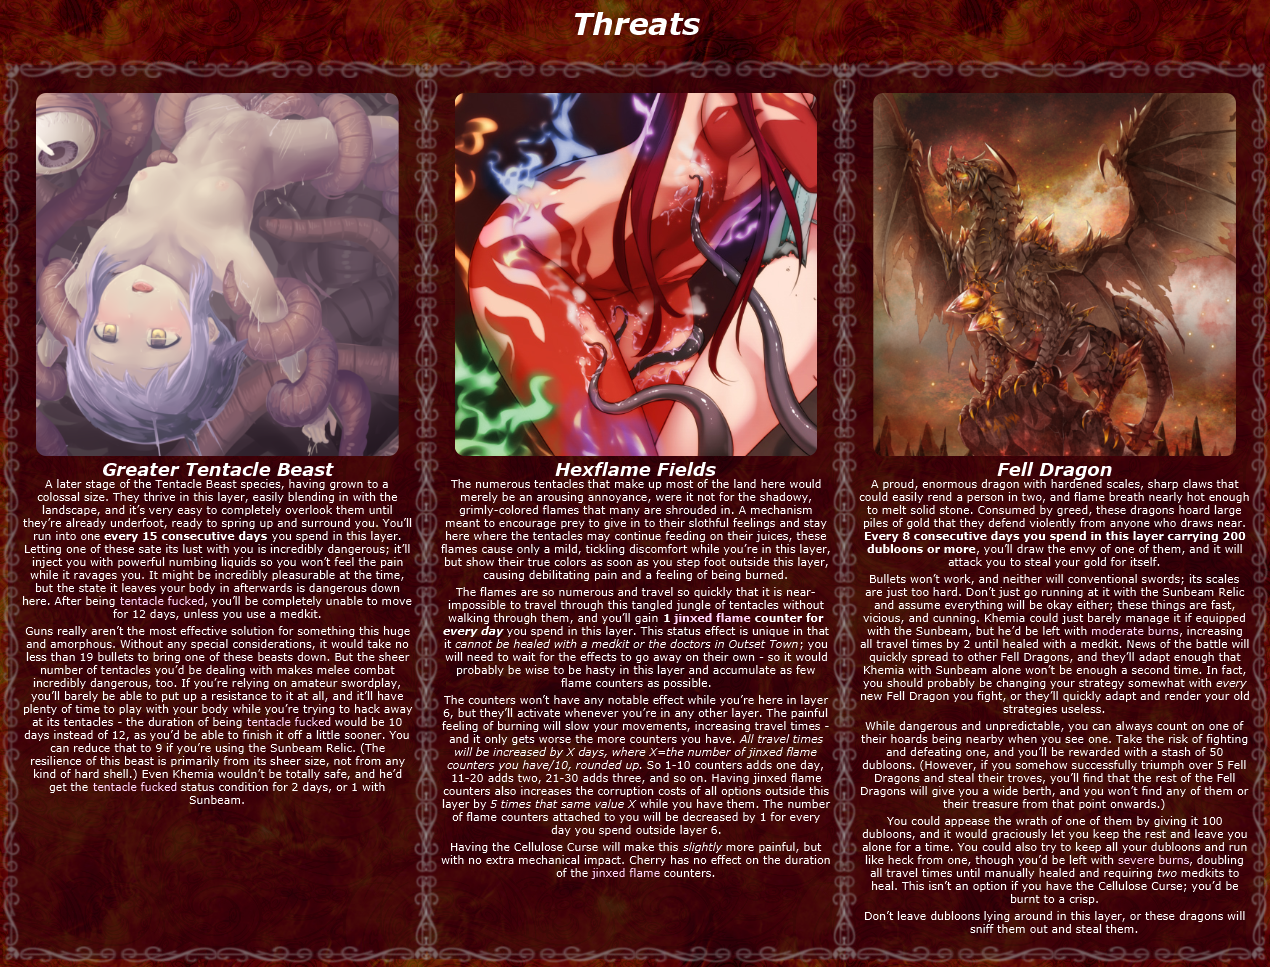 Threats
Greater Tentacle Beast
A later stage of the Tentacle Beast species, having grown to a
colossal size. They thrive in this layer, easily blending in with the
landscape, and it's very easy to completely overlook them until
they're already underfoot, ready to spring up and surround you. You'll
run into one every 15 consecutive days you spend in this layer.
Letting one of these sate its lust with you is incredibly dangerous; it'll
inject you with powerful numbing liquids so you won't feel the pain
while it ravages you. It might be incredibly pleasurable at the time,
but the state it leaves your body in afterwards is dangerous down
here. After being tentacle fucked, you'll be completely unable to move
for 12 days, unless you use a medkit.
Guns really aren't the most effective solution for something this huge
and amorphous. Without any special considerations, it would take no
less than 19 bullets to bring one of these beasts down. But the sheer
number of tentacles you'd be dealing with makes melee combat
incredibly dangerous, too. If you're relying on amateur swordplay,
you'll barely be able to put up a resistance to it at all, and it'll have
plenty of time to play with your body while you're trying to hack away
at its tentacles - the duration of being tentacle fucked would be 10
days instead of 12, as you'd be able to finish it off a little sooner. You
can reduce that to 9 if you're using the Sunbeam Relic. (The
resilience of this beast is primarily from its sheer size, not from any
kind of hard shell.) Even Khemia wouldn't be totally safe, and he'd
get the tentacle fucked status condition for 2 days, or 1 with
Sunbeam.
Hexflame Fields
The numerous tentacles that make up most of the land here would
merely be an arousing annoyance, were it not for the shadowy,
grimly-colored flames that many are shrouded in. A mechanism
meant to encourage prey to give in to their slothful feelings and stay
here where the tentacles may continue feeding on their juices, these
flames cause only a mild, tickling discomfort while you're in this layer,
but show their true colors as soon as you step foot outside this layer,
causing debilitating pain and a feeling of being burned.
The flames are so numerous and travel so quickly that it is near-
impossible to travel through this tangled jungle of tentacles without
walking through them, and you'll gain 1 jinxed flame counter for
every day you spend in this layer. This status effect is unique in that
it cannot be healed with a medkit or the doctors in Outset Town; you
will need to wait for the effects to go away on their own - so it would
probably be wise to be hasty in this layer and accumulate as few
flame counters as possible.
The counters won't have any notable effect while you're here in layer
6, but they'll activate whenever you're in any other layer. The painful
feeling of burning will slow your movements, increasing travel times -
and it only gets worse the more counters you have. All travel times
will be increased by X days, where X=the number of jinxed flame
counters you have/10, rounded up. So 1-10 counters adds one day,
11-20 adds two, 21-30 adds three, and so on. Having jinxed flame
counters also increases the corruption costs of all options outside this
layer by 5 times that same value X while you have them. The number
of flame counters attached to you will be decreased by 1 for every
day you spend outside layer 6.
Having the Cellulose Curse will make this slightly more painful, but
with no extra mechanical impact. Cherry has no effect on the duration
of the jinxed flame counters.
Fell Dragon
A proud, enormous dragon with hardened scales, sharp claws that
could easily rend a person in two, and flame breath nearly hot enough
to melt solid stone. Consumed by greed, these dragons hoard large
piles of gold that they defend violently from anyone who draws near.
Every 8 consecutive days you spend in this layer carrying 200
dubloons or more, you'll draw the envy of one of them, and it will
attack you to steal your gold for itself.
Bullets won't work, and neither will conventional swords; its scales
are just too hard. Don't just go running at it with the Sunbeam Relic
and assume everything will be okay either; these things are fast,
vicious, and cunning. Khemia could just barely manage it if equipped
with the Sunbeam, but he'd be left with moderate burns, increasing
all travel times by 2 until healed with a medkit. News of the battle will
quickly spread to other Fell Dragons, and they'll adapt enough that
Khemia with Sunbeam alone won't be enough a second time. In fact,
you should probably be changing your strategy somewhat with every
new Fell Dragon you fight, or they'll quickly adapt and render your old
strategies useless.
While dangerous and unpredictable, you can always count on one of
their hoards being nearby when you see one. Take the risk of fighting
and defeating one, and you'll be rewarded with a stash of 50
dubloons. (However, if you somehow successfully triumph over 5 Fell
Dragons and steal their troves, you'll find that the rest of the Fell
Dragons will give you a wide berth, and you won't find any of them or
their treasure from that point onwards.)
You could appease the wrath of one of them by giving it 100
dubloons, and it would graciously let you keep the rest and leave you
alone for a time. You could also try to keep all your dubloons and run
like heck from one, though you'd be left with severe burns, doubling
all travel times until manually healed and requiring two medkits to
heal. This isn't an option if you have the Cellulose Curse; you'd be
burnt to a crisp.
Don't leave dubloons lying around in this layer, or these dragons will
sniff them out and steal them.